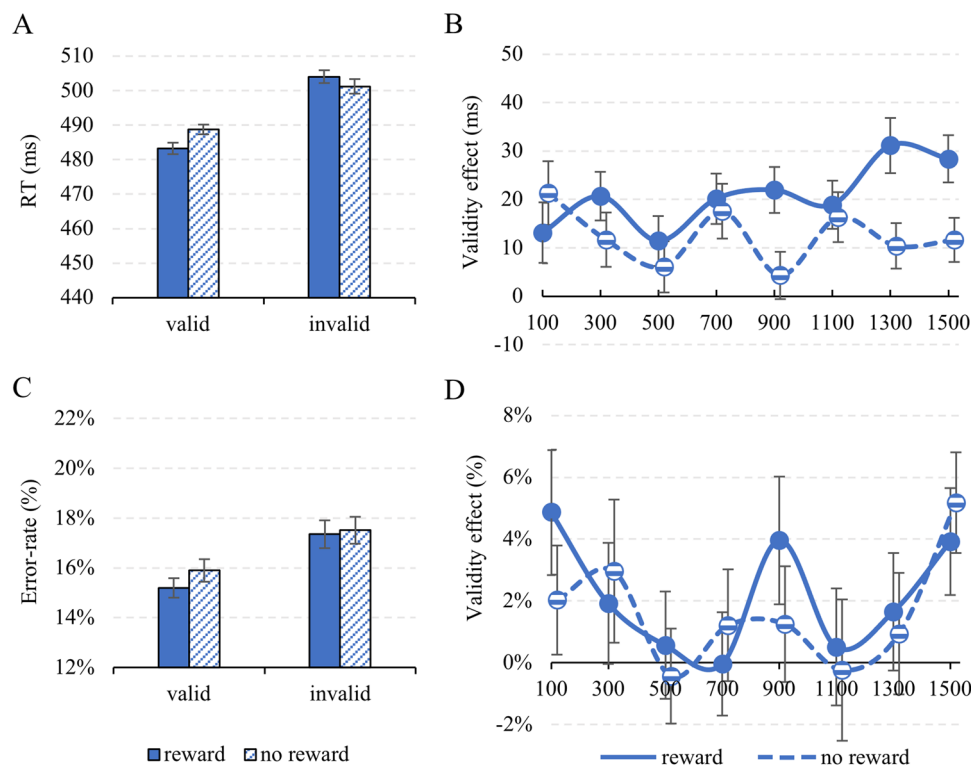 A
RT (ms)
510
500
490
480
470
460
450
440
valid
invalid
B
Validity effect (ms)
50
40
30
20
10
0
-10
100 300 500 700 900 1100 1300 1500
C
Error-rate (%)
22%
20%
18%
16%
14%
12%
valid
invalid
reward
no reward
D
Validity effect (%)
8%
6%
4%
2%
0%
-2%
100 300 500 700 900 1100 1300 1500
reward
no reward